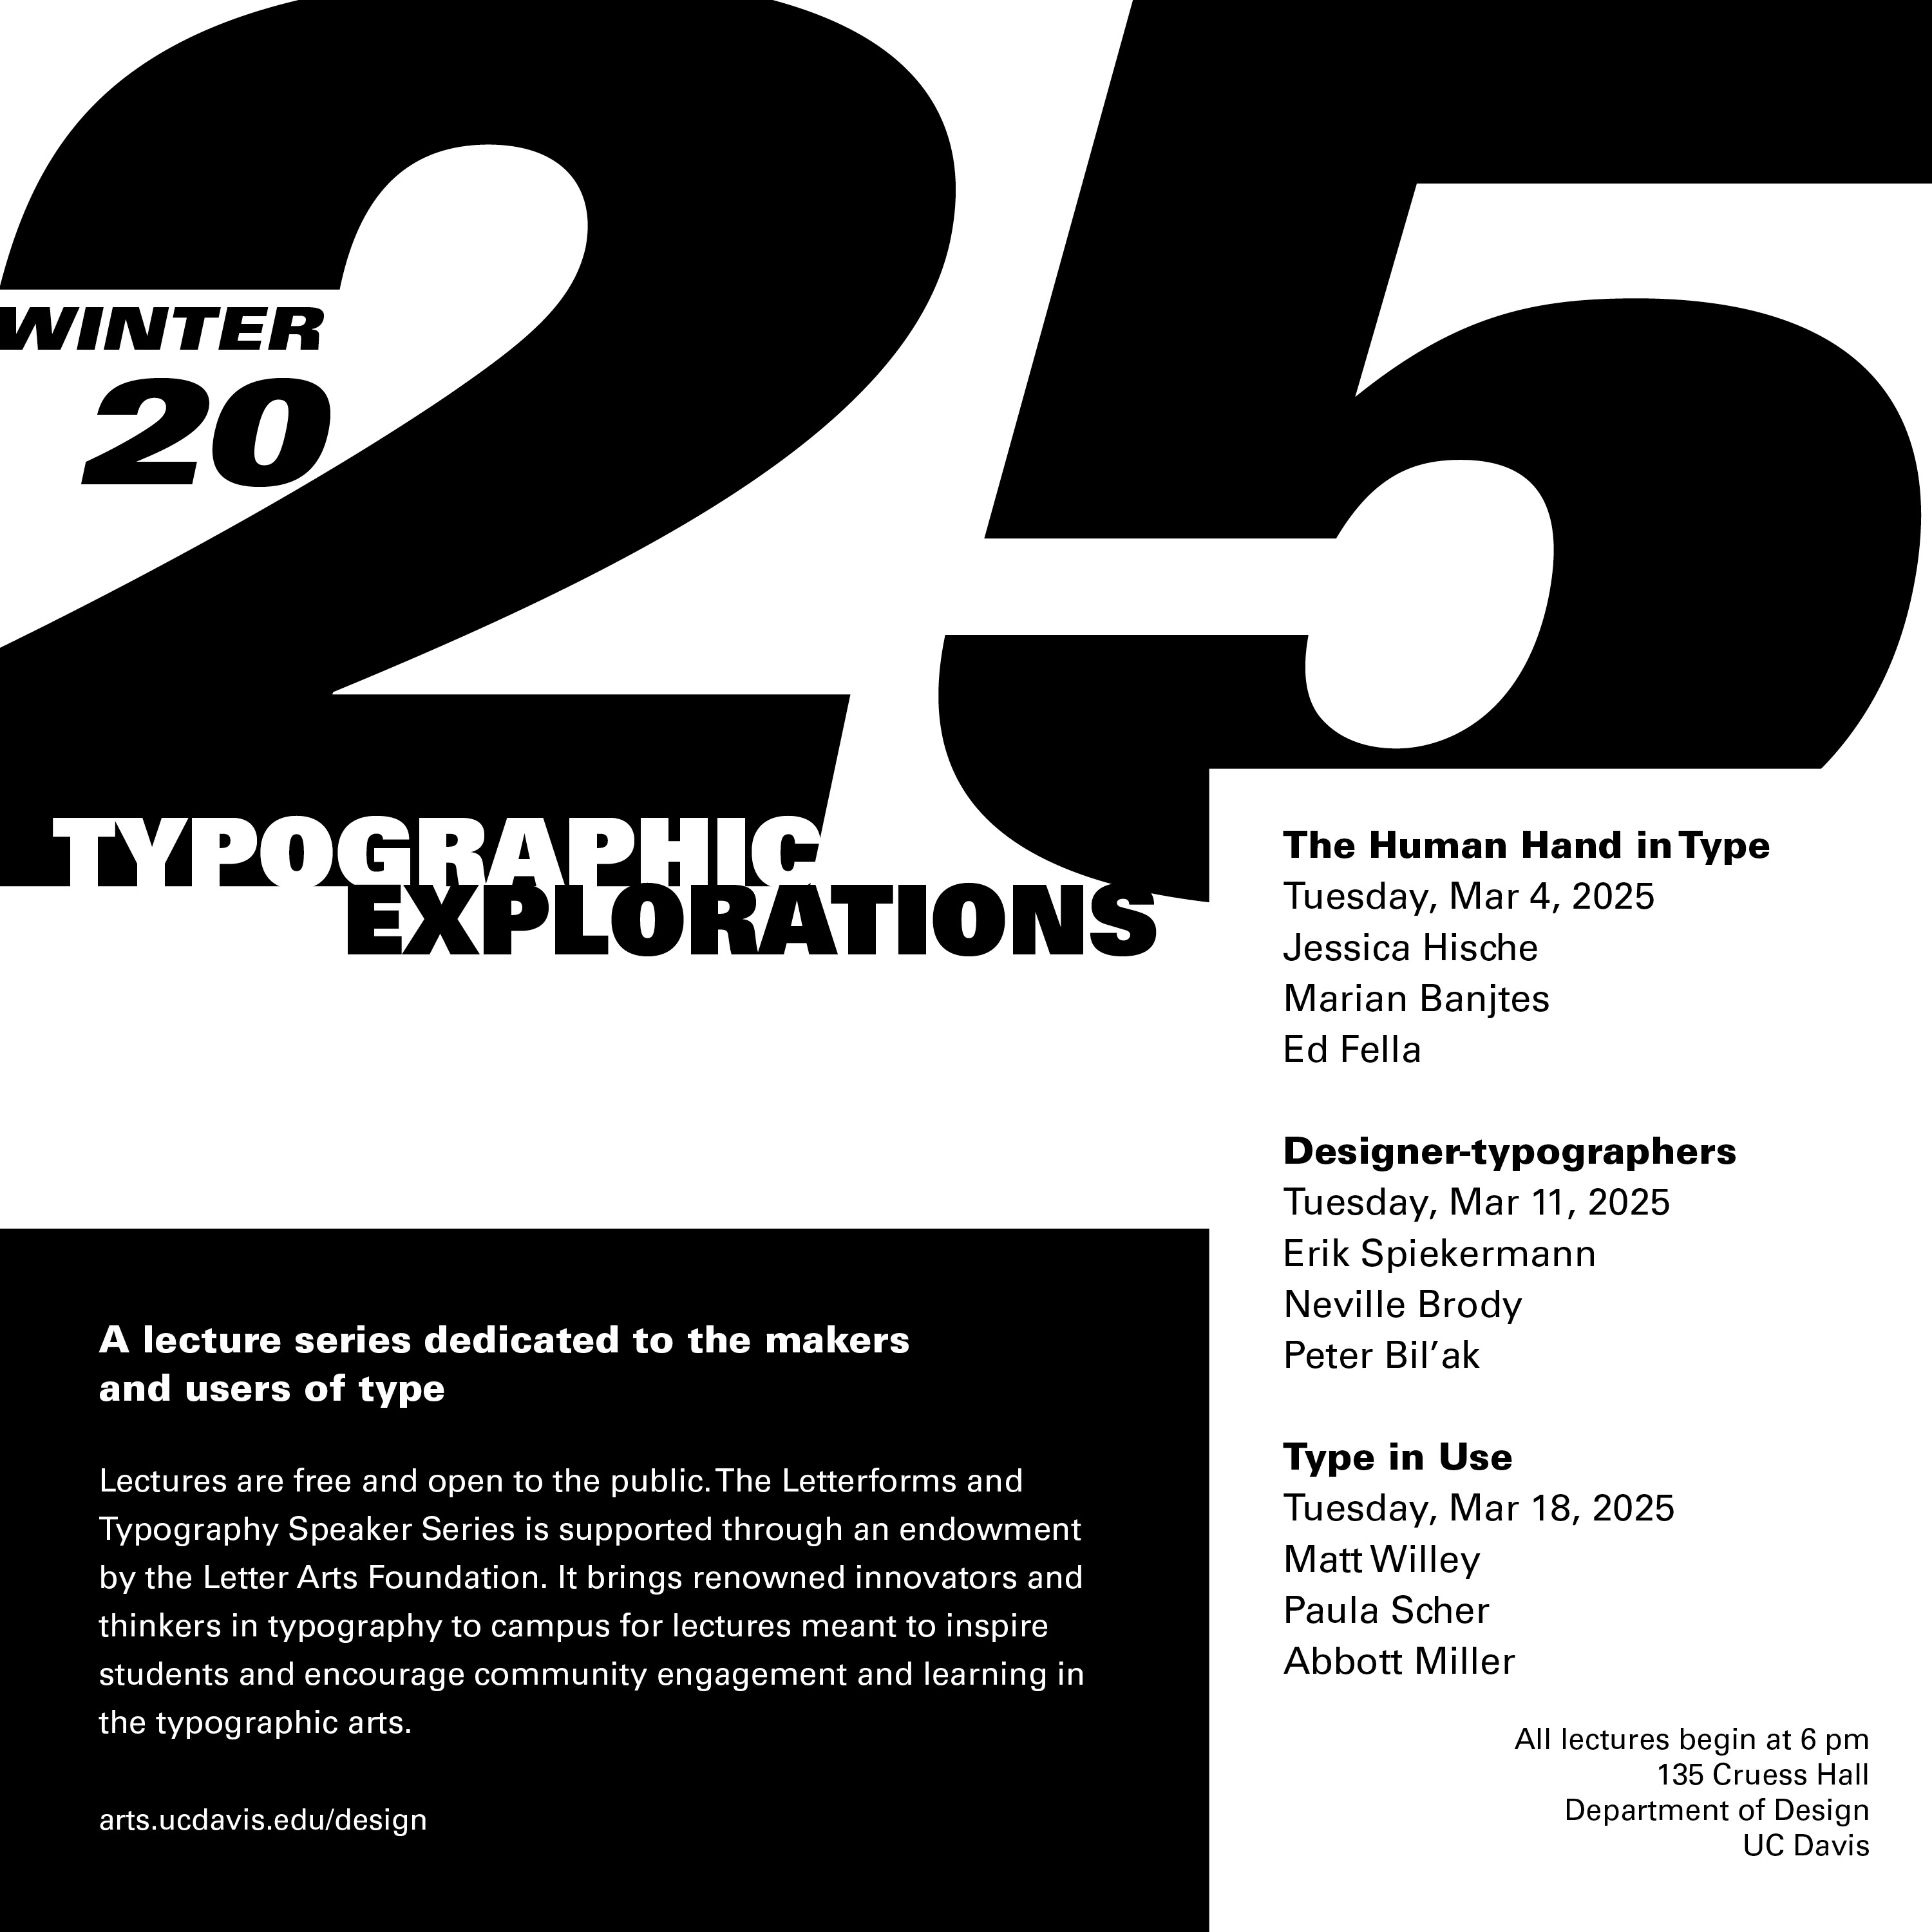 25
WINTER
20
TYPOGRAPHIC
EXPLORATIONS
The Human Hand in Type
Tuesday, Mar 4, 2025
Jessica Hische
Marian Banjtes
Ed Fella
Designer-typographers
Tuesday, Mar 11, 2025
Erik Spiekermann
Neville Brody
Peter Bil’ak
Type in Use
Tuesday, Mar 18, 2025
Matt Willey
Paula Scher
Abbott Miller
All lectures begin at 6 pm
135 Cruess Hall
Department of Design
UC Davis
A lecture series dedicated to the makers
and users of type
Lectures are free and open to the public. The Letterforms and
Typography Speaker Series is supported through an endowment
by the Letter Arts Foundation. It brings renowned innovators and
thinkers in typography to campus for lectures meant to inspire
students and encourage community engagement and learning in
the typographic arts.
arts.ucdavis.edu/design